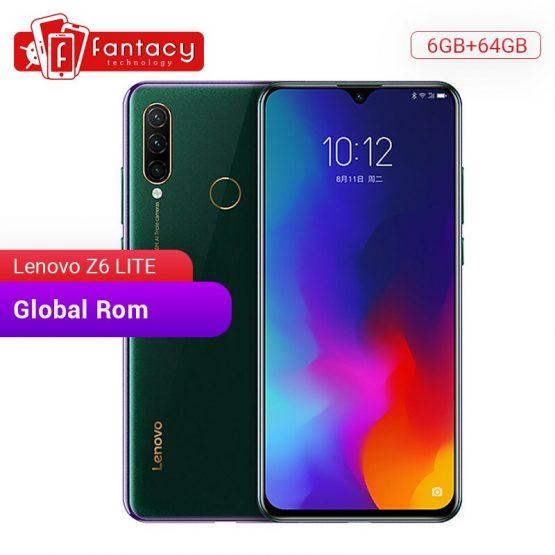 fantacy
technology
6GB+64GB
10:12
8月11日 周二
Lenovo Z6 LITE
Global Rom
Lenovo